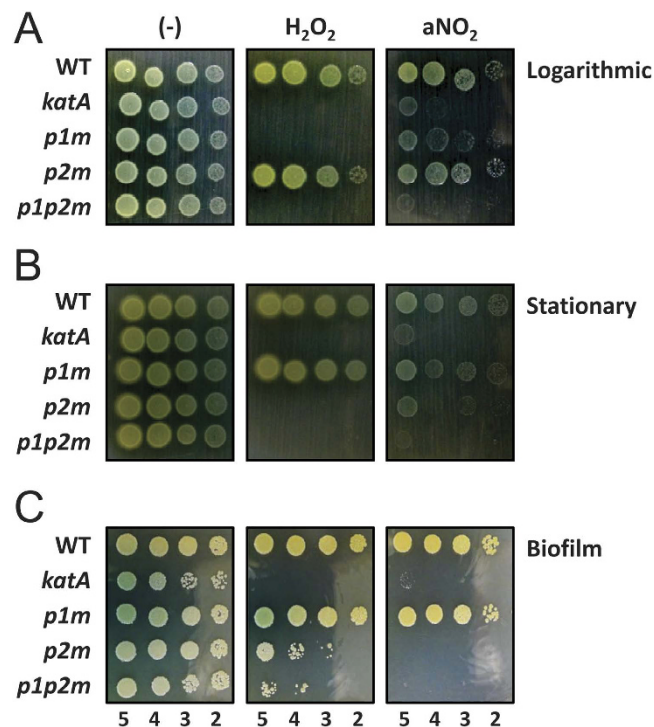 A
(-) H₂O₂ aNO₂
WT
katA
p1m
p2m
p1p2m
Logarithmic
B
WT
katA
p1m
p2m
p1p2m
Stationary
C
WT
katA
p1m
p2m
p1p2m
Biofilm
5 4 3 2 5 4 3 2 5 4 3 2